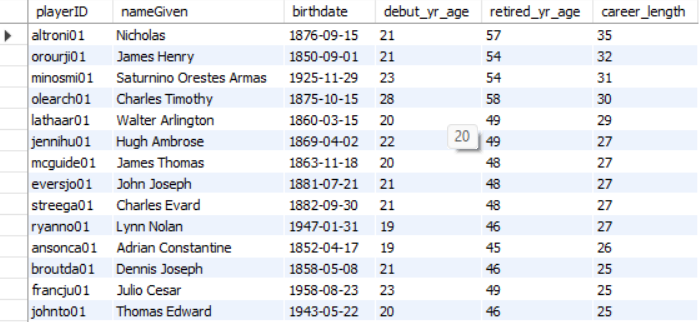 playerID nameGiven birthdate debut_yr_age retired_yr_age career_length
altroni01 Nicholas 1876-09-15 21 57 35
orourji01 James Henry 1850-09-01 21 54 32
minosmi01 Saturnino Orestes Armas 1925-11-29 23 54 31
olearch01 Charles Timothy 1875-10-15 28 58 30
lathaar01 Walter Arlington 1860-03-15 20 49 29
jennihu01 Hugh Ambrose 1869-04-02 22 20 49 27
mcguide01 James Thomas 1863-11-18 20 48 27
eversjo01 John Joseph 1881-07-21 21 48 27
streega01 Charles Evard 1882-09-30 21 48 27
ryanno01 Lynn Nolan 1947-01-31 19 46 27
ansonca01 Adrian Constantine 1852-04-17 19 45 26
broutda01 Dennis Joseph 1858-05-08 21 46 25
francju01 Julio Cesar 1958-08-23 23 49 25
johnto01 Thomas Edward 1943-05-22 20 46 25